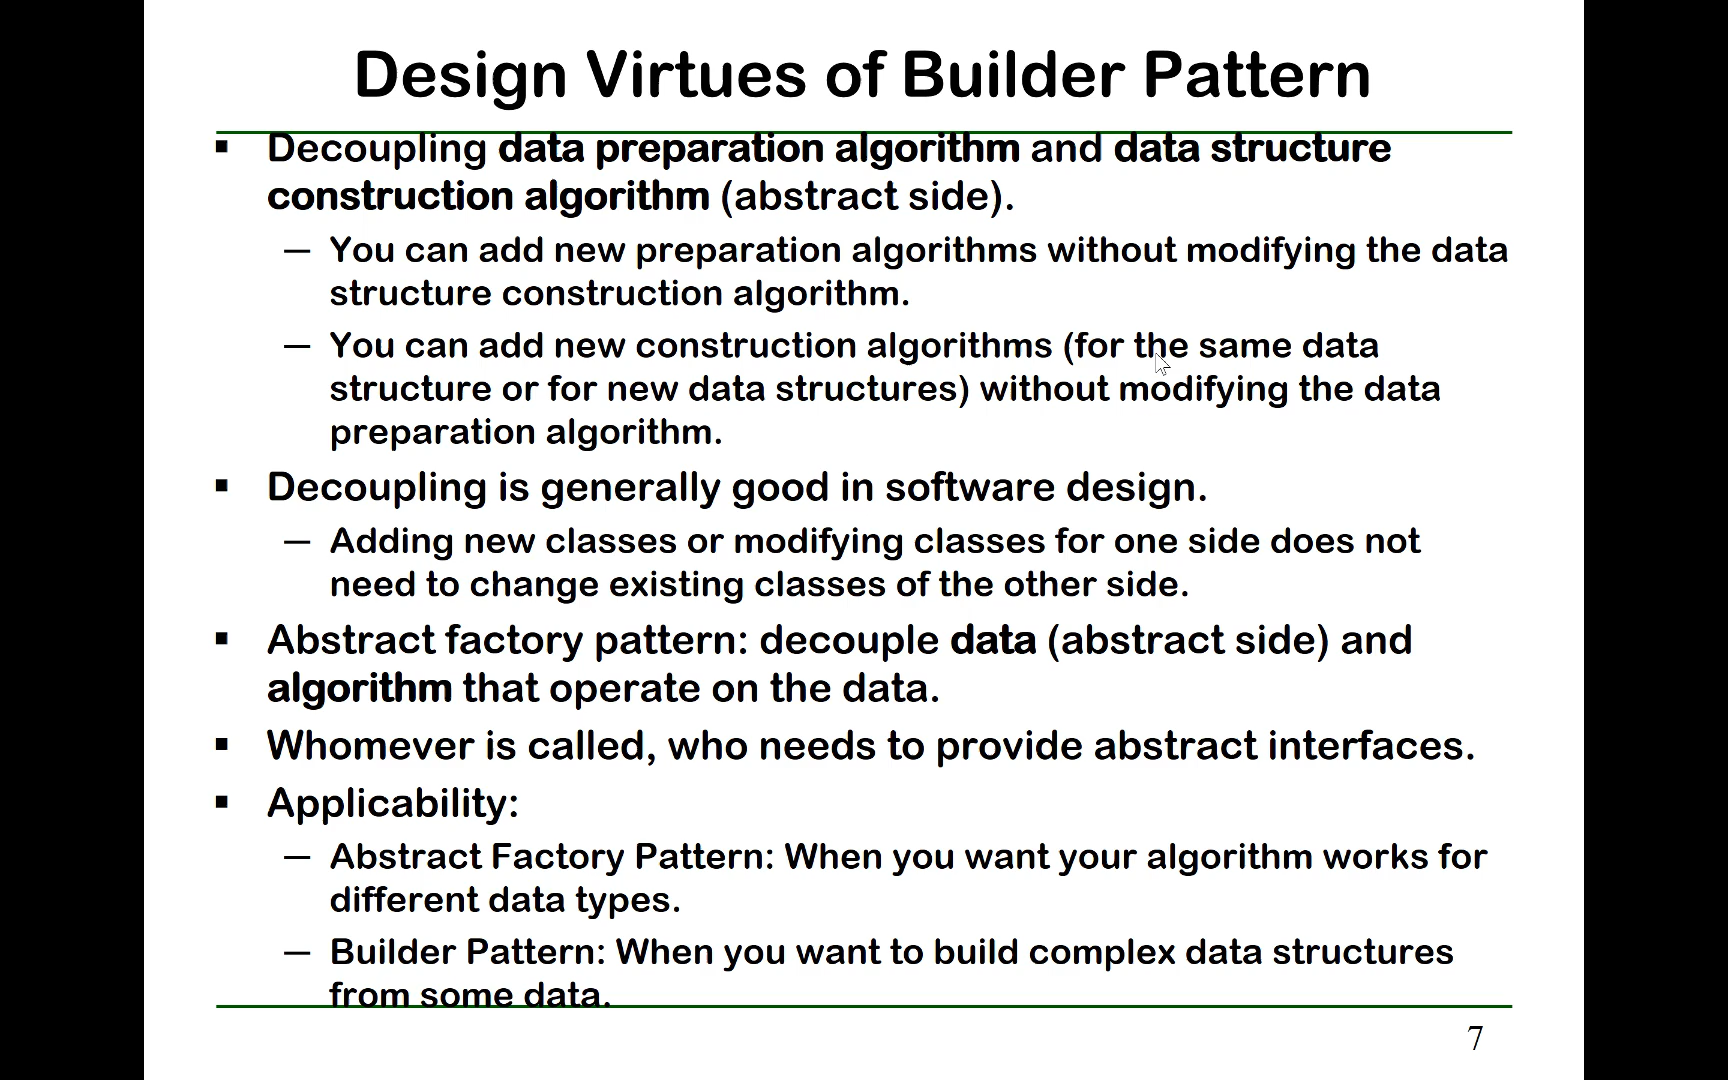 Design Virtues of Builder Pattern
▪ Decoupling data preparation algorithm and data structure
construction algorithm (abstract side).
— You can add new preparation algorithms without modifying the data
structure construction algorithm.
— You can add new construction algorithms (for the same data
structure or for new data structures) without modifying the data
preparation algorithm.
▪ Decoupling is generally good in software design.
— Adding new classes or modifying classes for one side does not
need to change existing classes of the other side.
▪ Abstract factory pattern: decouple data (abstract side) and
algorithm that operate on the data.
▪ Whomever is called, who needs to provide abstract interfaces.
▪ Applicability:
— Abstract Factory Pattern: When you want your algorithm works for
different data types.
— Builder Pattern: When you want to build complex data structures
from some data.
7